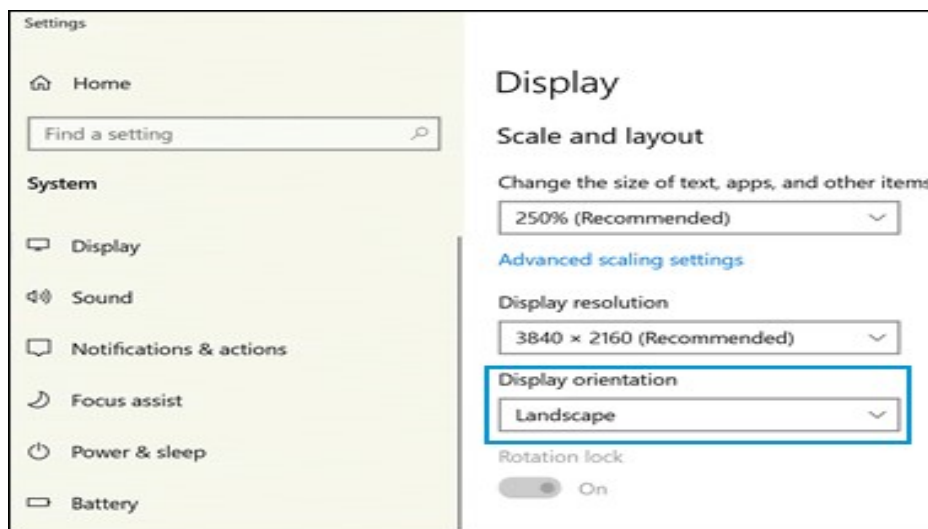 Settings
Home
Find a setting
System
Display
Sound
Notifications & actions
Focus assist
Power & sleep
Battery
Display
Scale and layout
Change the size of text, apps, and other items
250% (Recommended)
Advanced scaling settings
Display resolution
3840 × 2160 (Recommended)
Display orientation
Landscape
Rotation lock
On